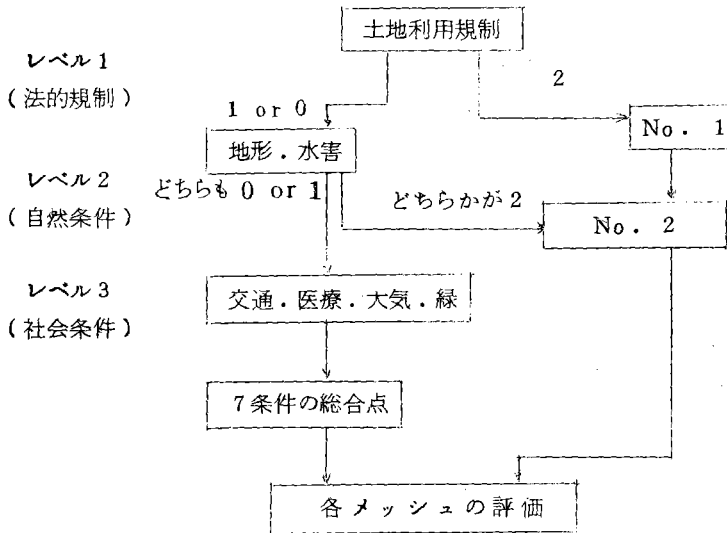 土地利用規制
レベル1
(法的規制)
2
1 or 0
No. 1
地形.水害
レベル2
(自然条件)
どちらも 0 or 1
どちらかが2
No. 2
レベル3
(社会条件)
交通.医療.大気.緑
7条件の総合点
各メッシュの評価